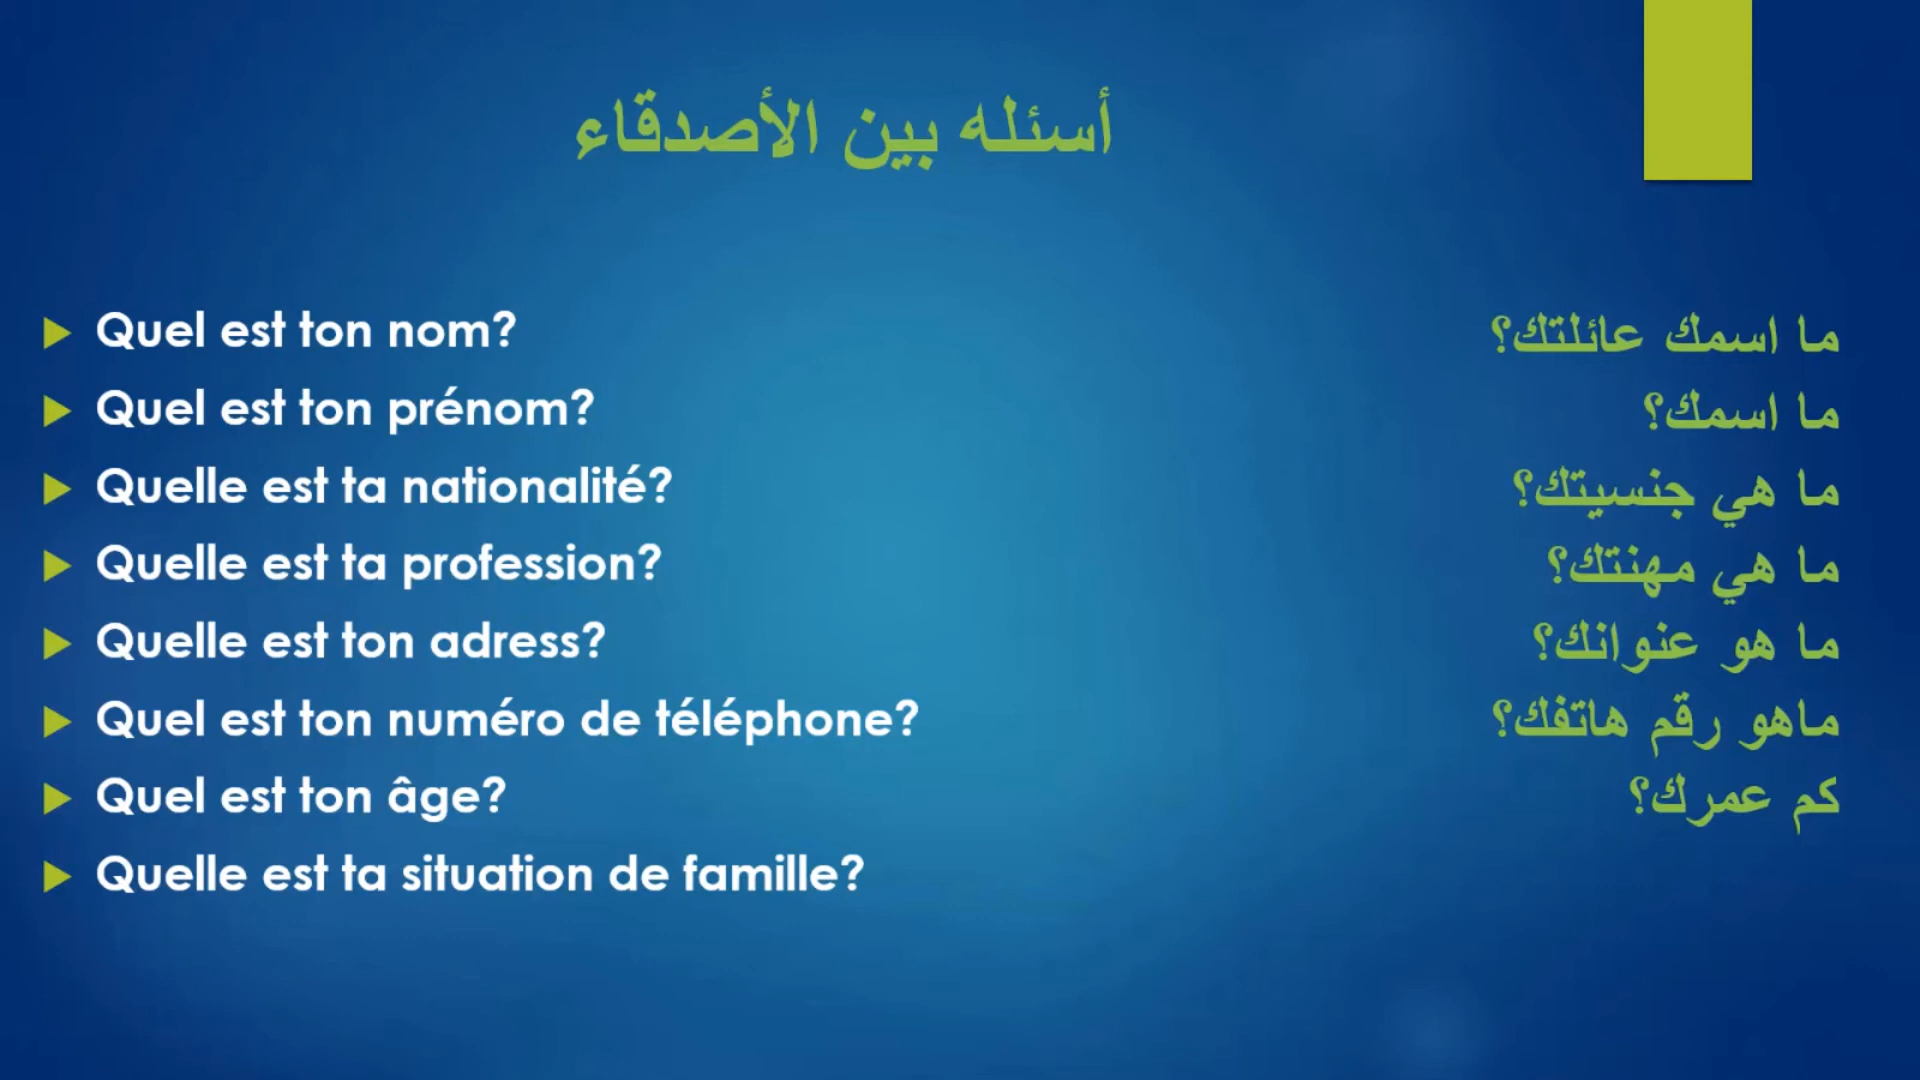 أسئله بين الأصدقاء
Quel est ton nom?
ما اسمك عائلتك؟
Quel est ton prénom?
ما اسمك؟
Quelle est ta nationalité?
ما هي جنسيتك؟
Quelle est ta profession?
ما هي مهنتك؟
Quelle est ton adress?
ما هو عنوانك؟
Quel est ton numéro de téléphone?
ماهو رقم هاتفك؟
Quel est ton âge?
كم عمرك؟
Quelle est ta situation de famille?